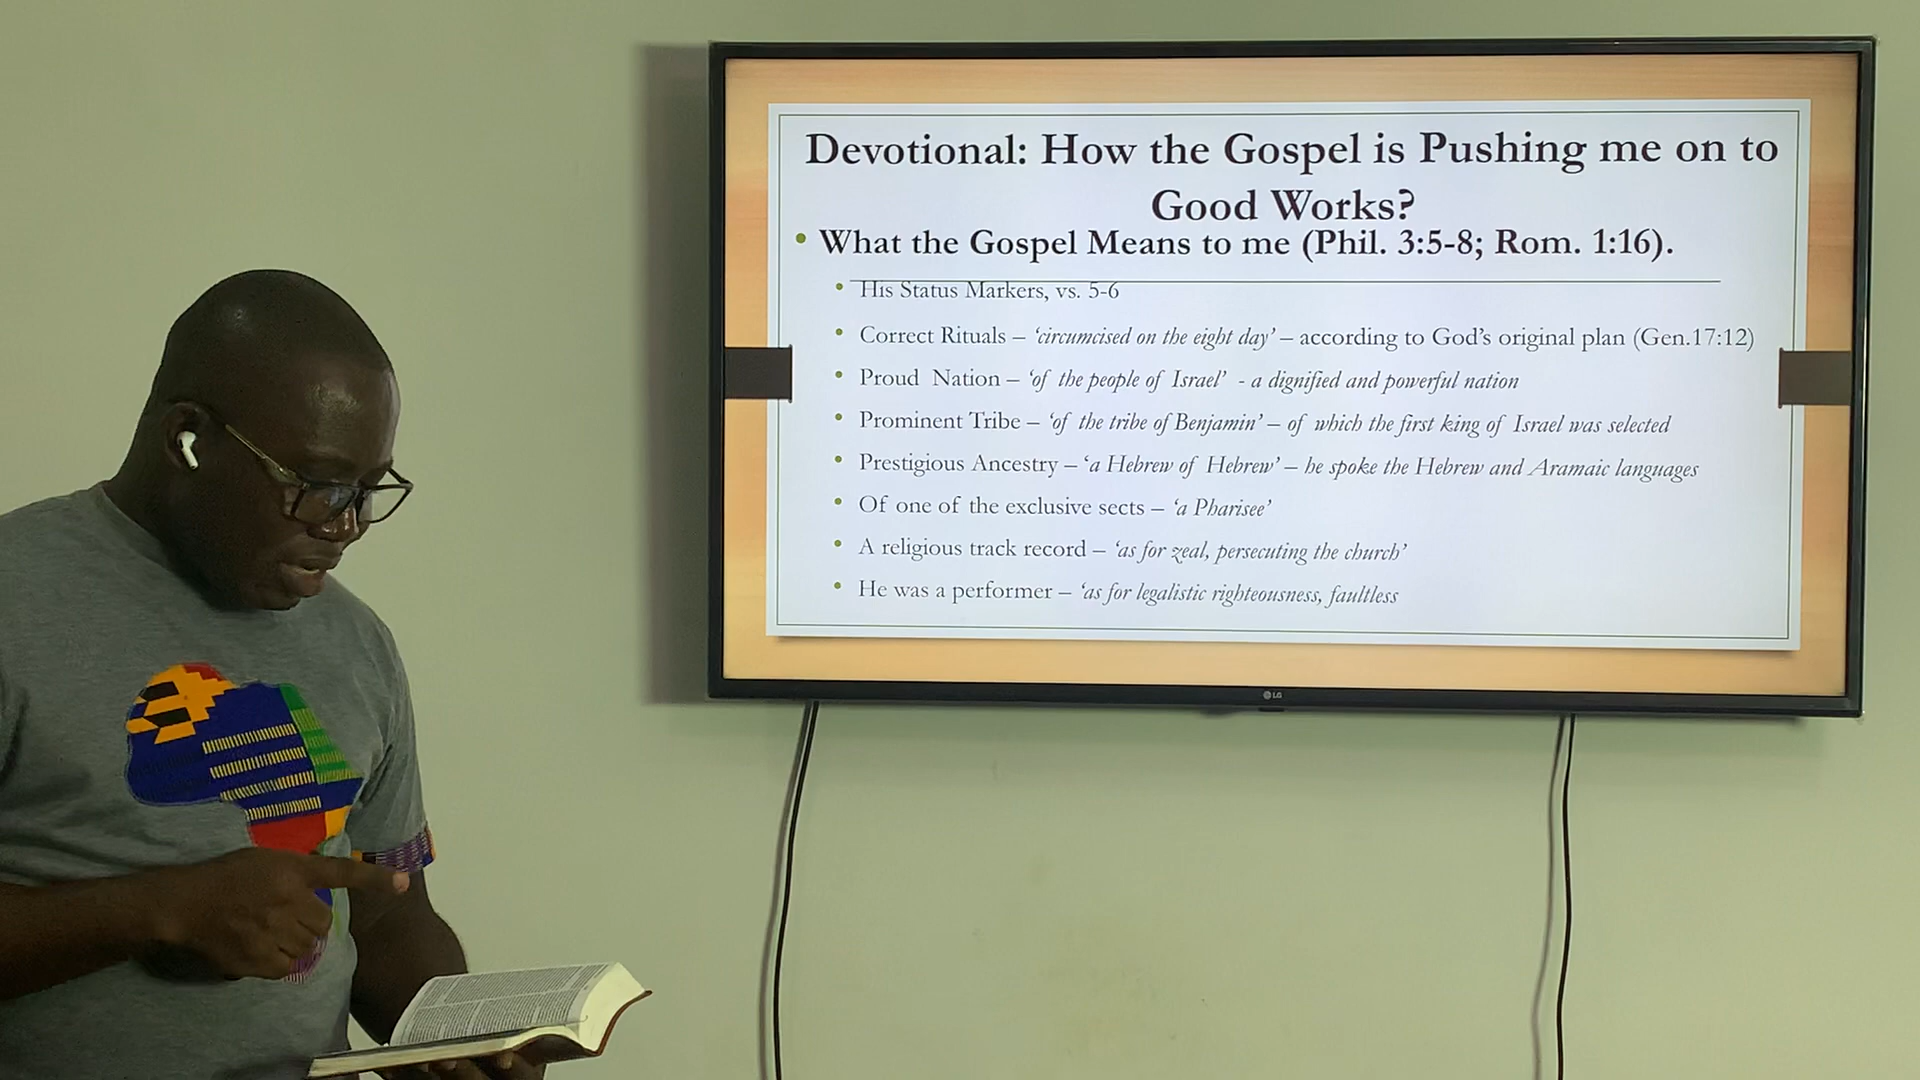 Devotional: How the Gospel is Pushing me on to
Good Works?
• What the Gospel Means to me (Phil. 3:5-8; Rom. 1:16).
• His Status Markers, vs. 5-6
• Correct Rituals – ‘circumcised on the eight day’ – according to God’s original plan (Gen.17:12)
• Proud Nation – ‘of the people of Israel’ - a dignified and powerful nation
• Prominent Tribe – ‘of the tribe of Benjamin’ – of which the first king of Israel was selected
• Prestigious Ancestry – ‘a Hebrew of Hebrew’ – he spoke the Hebrew and Aramaic languages
• Of one of the exclusive sects – ‘a Pharisee’
• A religious track record – ‘as for zeal, persecuting the church’
• He was a performer – ‘as for legalistic righteousness, faultless
LG